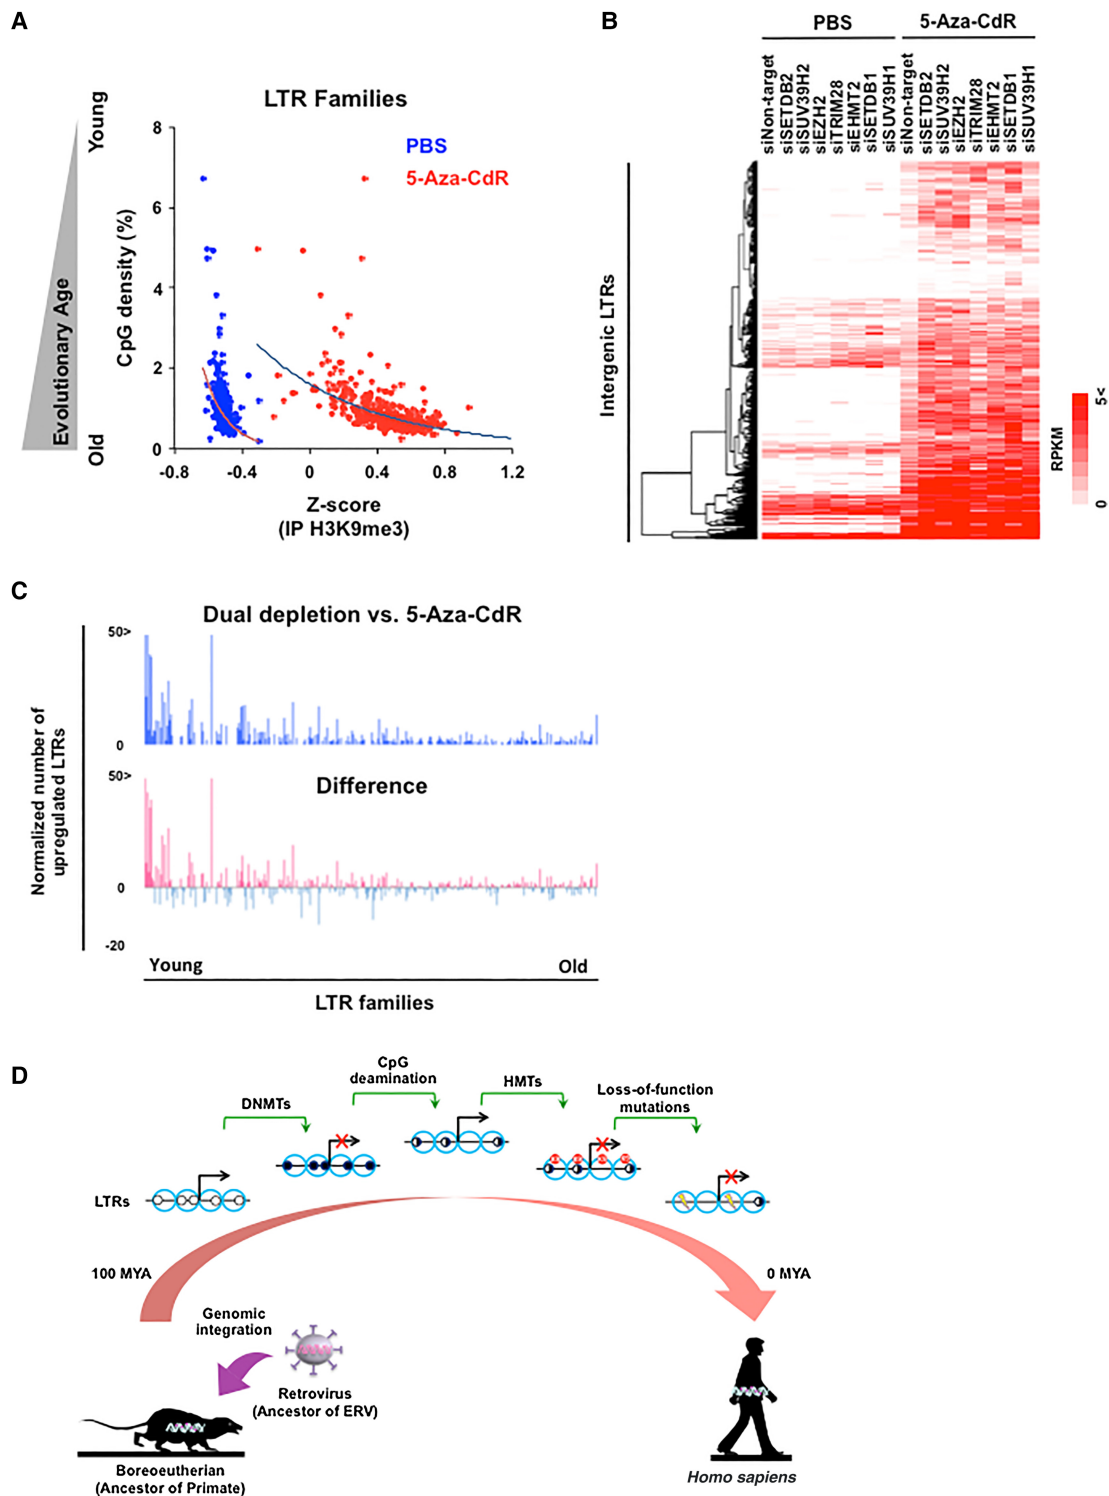 A
LTR Families
Young
Evolutionary Age
Old
CpG density (%)
8
6
4
2
0
PBS
5-Aza-CdR
-0.8
-0.4
0
0.4
0.8
1.2
Z-score
(IP H3K9me3)
B
PBS
5-Aza-CdR
siNon-target
siSETDB2
siSUV39H2
siEZH2
siTRIM28
siEHMT2
siSETDB1
siSUV39H1
siNon-target
siSETDB2
siSUV39H2
siEZH2
siTRIM28
siEHMT2
siSETDB1
siSUV39H1
Intergenic LTRs
RPKM
5<
0
C
Dual depletion vs. 5-Aza-CdR
Normalized number of
upregulated LTRs
50>
0
Difference
50>
0
-20
Young
Old
LTR families
D
DNMTs
CpG
deamination
HMTs
Loss-of-function
mutations
LTRs
100 MYA
0 MYA
Genomic
integration
Retrovirus
(Ancestor of ERV)
Boreoeutherian
(Ancestor of Primate)
Homo sapiens